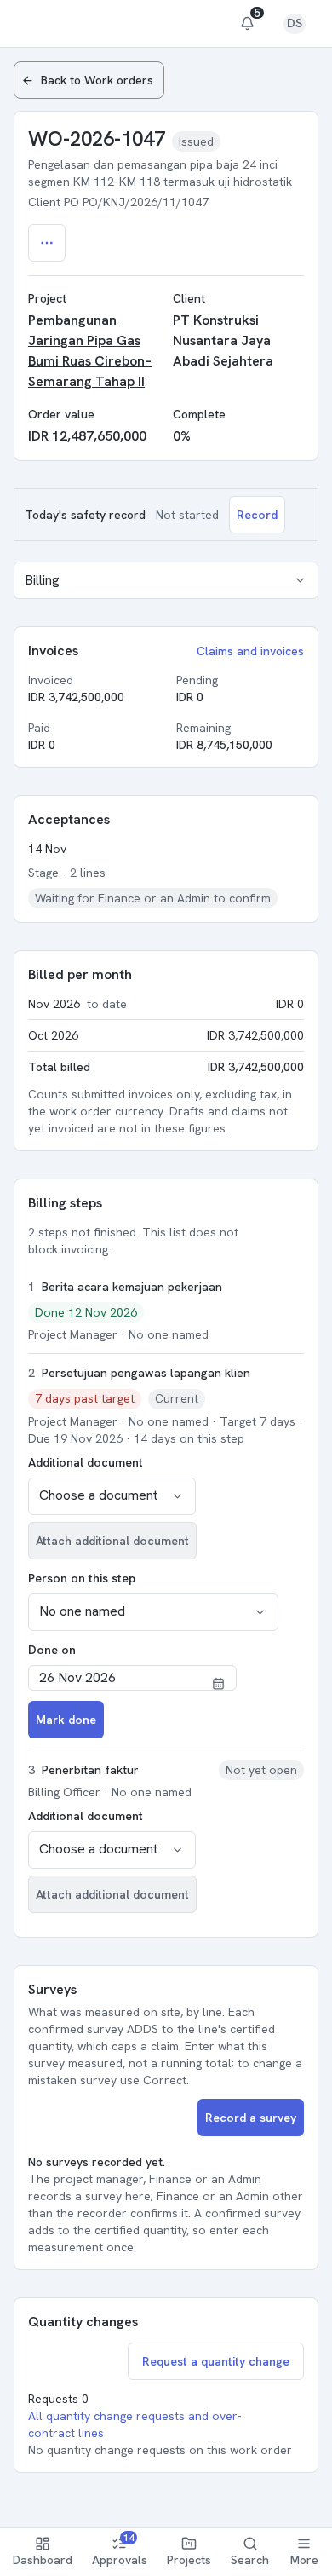 5
DS
Back to Work orders
WO-2026-1047 Issued
Pengelasan dan pemasangan pipa baja 24 inci
segmen KM 112–KM 118 termasuk uji hidrostatik
Client PO PO/KNJ/2026/11/1047
Project
Pembangunan
Jaringan Pipa Gas
Bumi Ruas Cirebon–
Semarang Tahap II
Client
PT Konstruksi
Nusantara Jaya
Abadi Sejahtera
Order value
IDR 12,487,650,000
Complete
0%
Today's safety record Not started Record
Billing
Invoices Claims and invoices
Invoiced
IDR 3,742,500,000
Pending
IDR 0
Paid
IDR 0
Remaining
IDR 8,745,150,000
Acceptances
14 Nov
Stage · 2 lines
Waiting for Finance or an Admin to confirm
Billed per month
Nov 2026 to date IDR 0
Oct 2026 IDR 3,742,500,000
Total billed IDR 3,742,500,000
Counts submitted invoices only, excluding tax, in
the work order currency. Drafts and claims not
yet invoiced are not in these figures.
Billing steps
2 steps not finished. This list does not
block invoicing.
1 Berita acara kemajuan pekerjaan
Done 12 Nov 2026
Project Manager · No one named
2 Persetujuan pengawas lapangan klien
7 days past target Current
Project Manager · No one named · Target 7 days ·
Due 19 Nov 2026 · 14 days on this step
Additional document
Choose a document
Attach additional document
Person on this step
No one named
Done on
26 Nov 2026
Mark done
3 Penerbitan faktur Not yet open
Billing Officer · No one named
Additional document
Choose a document
Attach additional document
Surveys
What was measured on site, by line. Each
confirmed survey ADDS to the line's certified
quantity, which caps a claim. Enter what this
survey measured, not a running total; to change a
mistaken survey use Correct.
Record a survey
No surveys recorded yet.
The project manager, Finance or an Admin
records a survey here; Finance or an Admin other
than the recorder confirms it. A confirmed survey
adds to the certified quantity, so enter each
measurement once.
Quantity changes
Request a quantity change
Requests 0
All quantity change requests and over-
contract lines
No quantity change requests on this work order
14
Dashboard Approvals Projects Search More